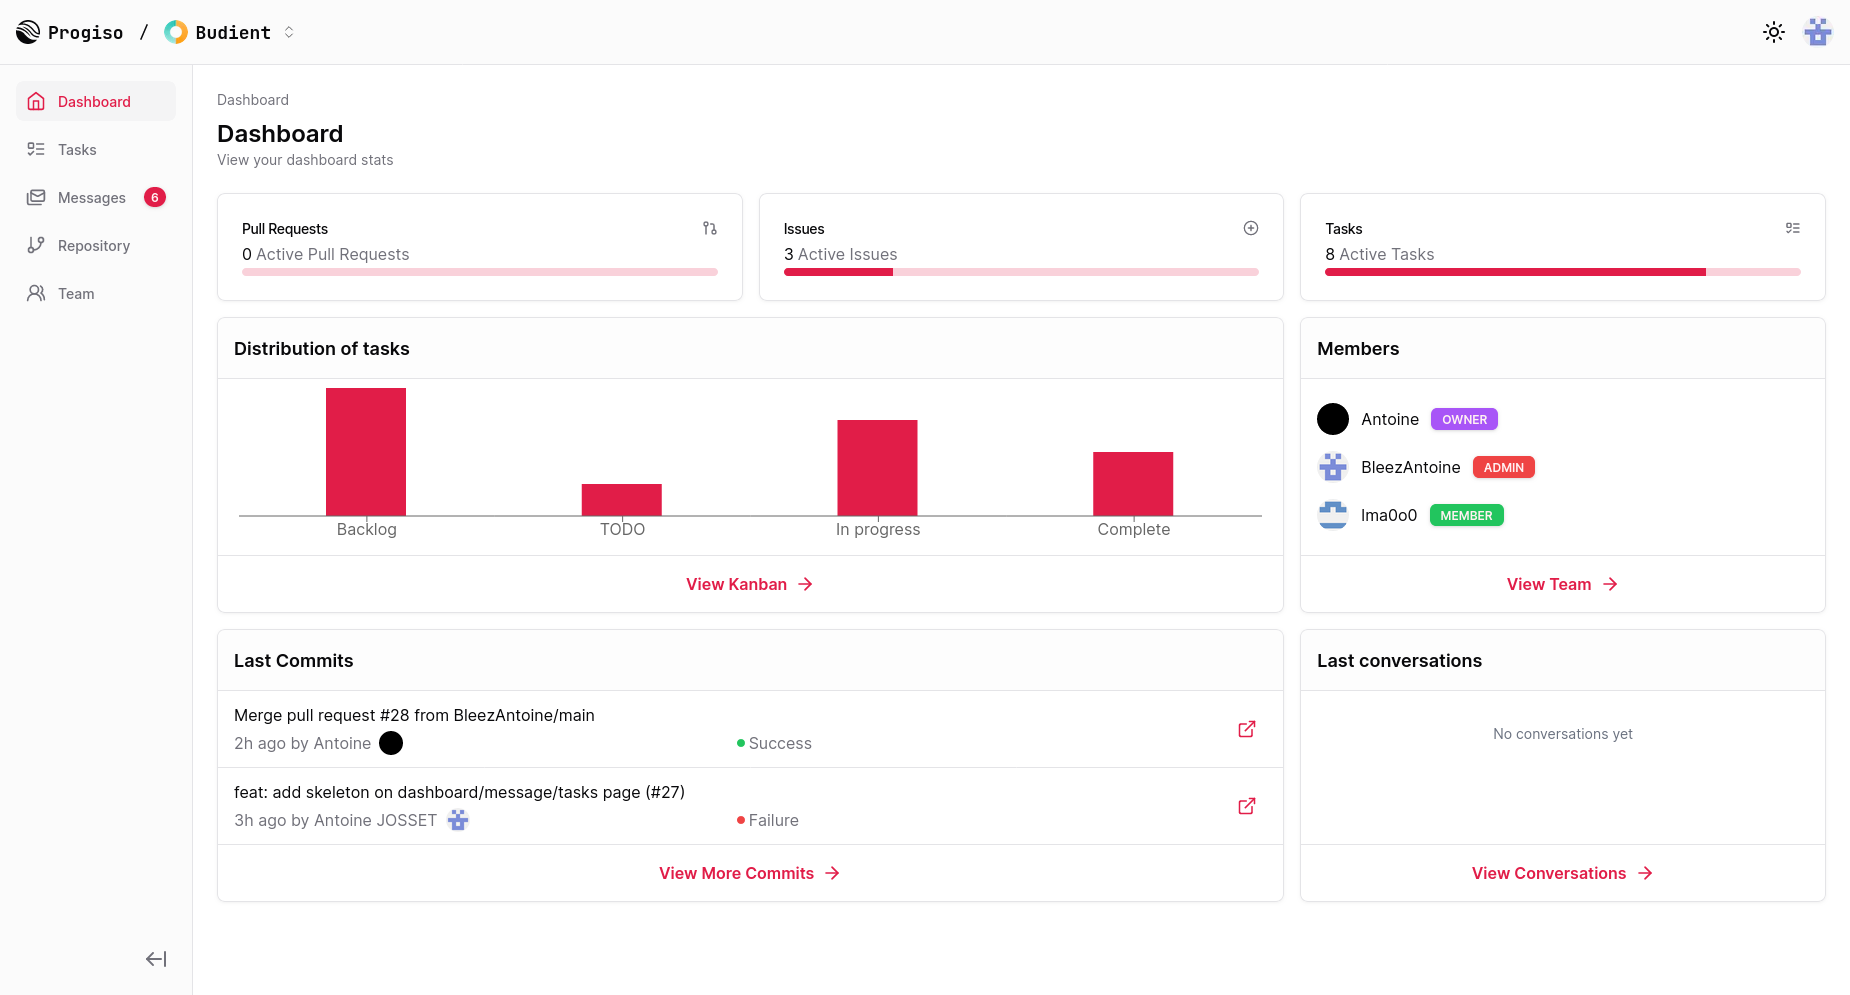 Progiso / Budient
Dashboard
Tasks
Messages 6
Repository
Team
Dashboard
Dashboard
View your dashboard stats
Pull Requests
0 Active Pull Requests
Issues
3 Active Issues
Tasks
8 Active Tasks
Distribution of tasks
Backlog TODO In progress Complete
View Kanban
Members
Antoine OWNER
BleezAntoine ADMIN
lma0o0 MEMBER
View Team
Last Commits
Merge pull request #28 from BleezAntoine/main
2h ago by Antoine Success
feat: add skeleton on dashboard/message/tasks page (#27)
3h ago by Antoine JOSSET Failure
View More Commits
Last conversations
No conversations yet
View Conversations